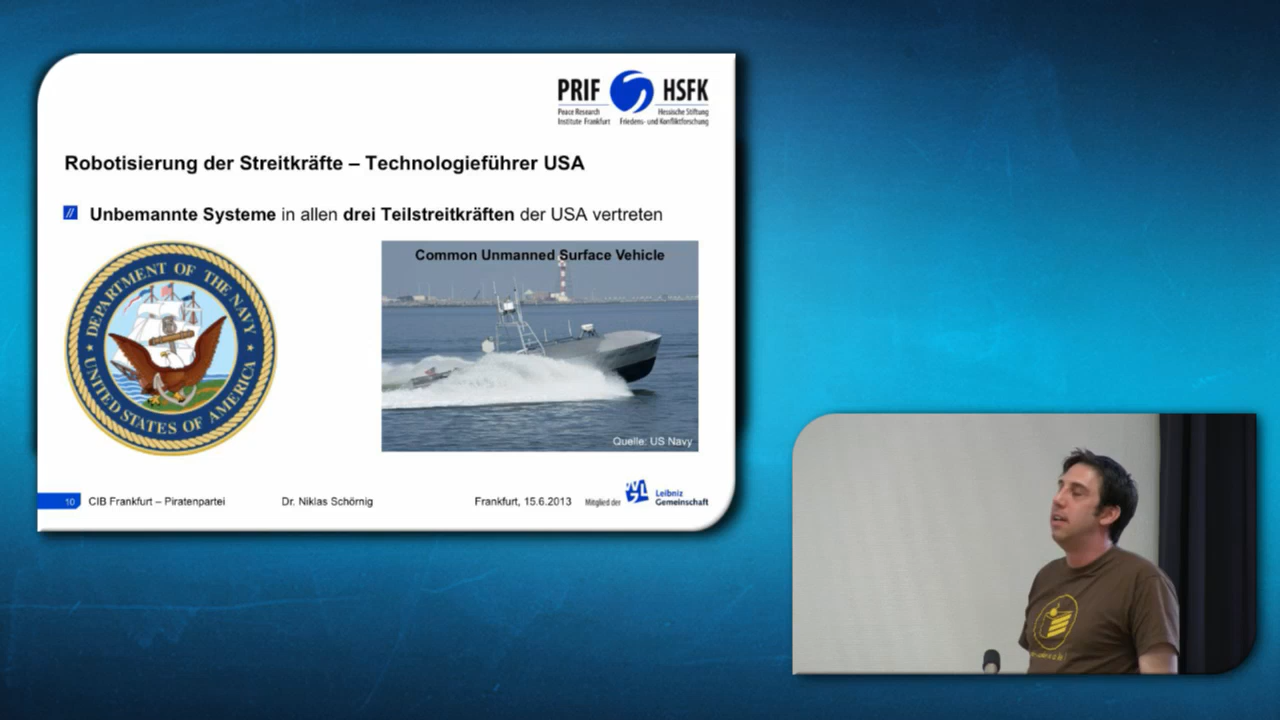 PRIF HSFK
Peace Research Hessische Stiftung
Institute Frankfurt Friedens- und Konfliktforschung
Robotisierung der Streitkräfte – Technologieführer USA
Unbemannte Systeme in allen drei Teilstreitkräften der USA vertreten
DEPARTMENT OF THE NAVY
UNITED STATES OF AMERICA
Common Unmanned Surface Vehicle
Quelle: US Navy
10 CIB Frankfurt – Piratenpartei Dr. Niklas Schörnig Frankfurt, 15.6.2013 Mitglied der Leibniz
Gemeinschaft